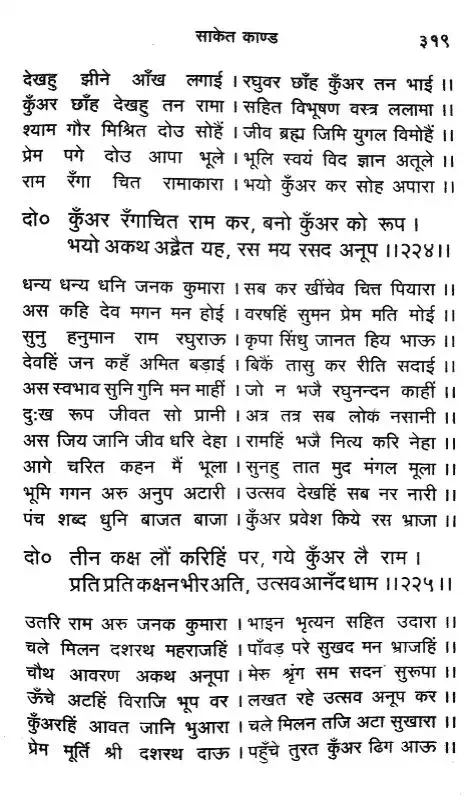 साकेत काण्ड ३१९
देखहु झीने आँख लगाई । रघुवर छाँह कुँअर तन भाई ।।
कुँअर छाँह देखहु तन रामा । सहित विभूषण वस्त्र ललामा ।
श्याम गौर मिश्रित दोउ सोहैं । जीव ब्रह्म जिमि युगल विमोहैं ।
प्रेम पगे दोउ आपा भूले । भूलि स्वयं विद ज्ञान अतूले ।
राम रँगा चित रामाकारा । भयो कुँअर कर सोह अपारा ।।
दो० कुँअर रँगाचित राम कर, बनो कुँअर को रूप ।
भयो अकथ अद्वैत यह, रस मय रसद अनूप ।।२२४।।
धन्य धन्य धनि जनक कुमारा । सब कर खींचेव चित्त पियारा ।।
अस कहि देव मगन मन होई । वरषहिं सुमन प्रेम मति मोई ।।
सुनु हनुमान राम रघुराऊ । कृपा सिंधु जानत हिय भाऊ ।।
देवहिं जन कहँ अमित बड़ाई । बिकैं तासु कर रीति सदाई ।।
अस स्वभाव सुनि गुनि मन माहीं । जो न भजै रघुनन्दन काहीं ।।
दुःख रूप जीवत सो प्रानी । अत्र तत्र सब लोक नसानी ।।
अस जिय जानि जीव धरि देहा । रामहिं भजै नित्य करि नेहा ।।
आगे चरित कहन मैं भूला । सुनहु तात मुद मंगल मूला ।।
भूमि गगन अरु अनुप अटारी । उत्सव देखहिं सब नर नारी ।।
पंच शब्द धुनि बाजत बाजा । कुँअर प्रवेश किये रस भ्राजा ।।
दो० तीन कक्ष लौं करिहिं पर, गये कुँअर लै राम ।
प्रति प्रति कक्षन भीर अति, उत्सव आनँद धाम ।।२२५।।
उतरि राम अरु जनक कुमारा । भाइन भृत्यन सहित उदारा ।।
चले मिलन दशरथ महराजहिं । पाँवड़ परे सुखद मन भ्राजहिं ।।
चौथ आवरण अकथ अनूपा । मेरु श्रृंग सम सदन सुरूपा ।।
ऊँचे अटहिं विराजि भूप वर । लखत रहे उत्सव अनूप कर ।।
कुँअरहिं आवत जानि भुआरा । चले मिलन तजि अटा सुखारा ।।
प्रेम मूर्ति श्री दशरथ दाऊ । पहुँचे तुरत कुँअर ढिग आऊ ।।